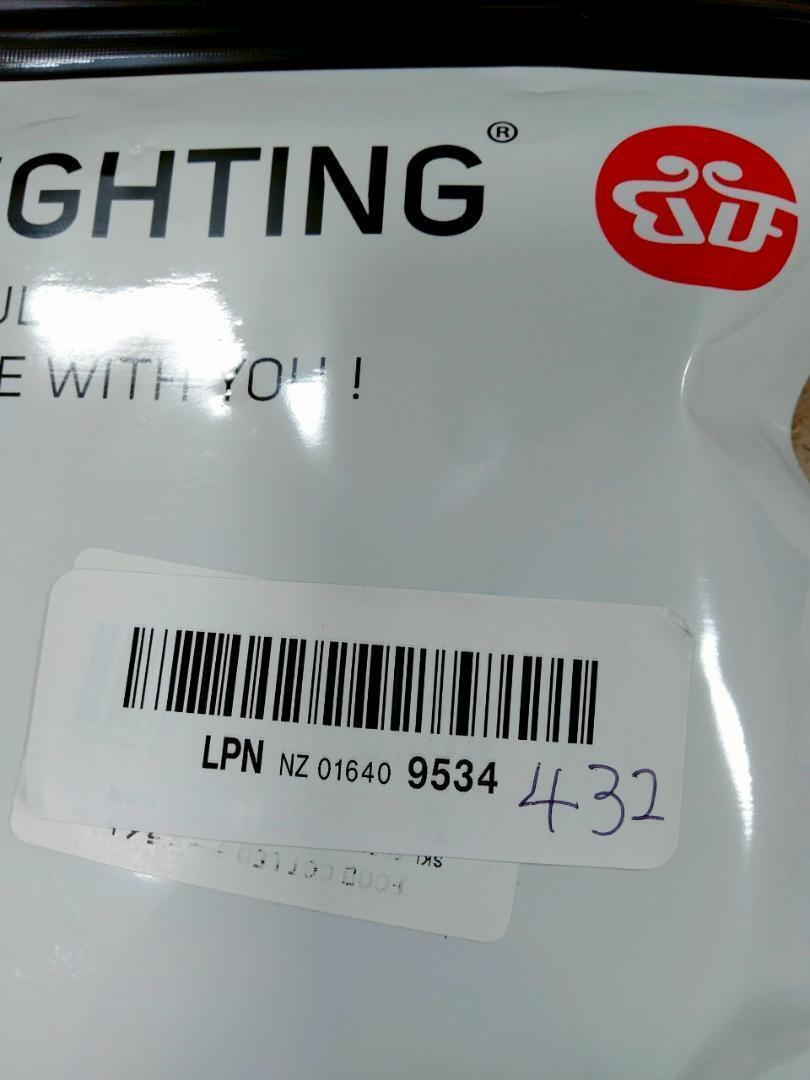 GHTING®
E WITH YOU !
LPN NZ 01640 9534 432